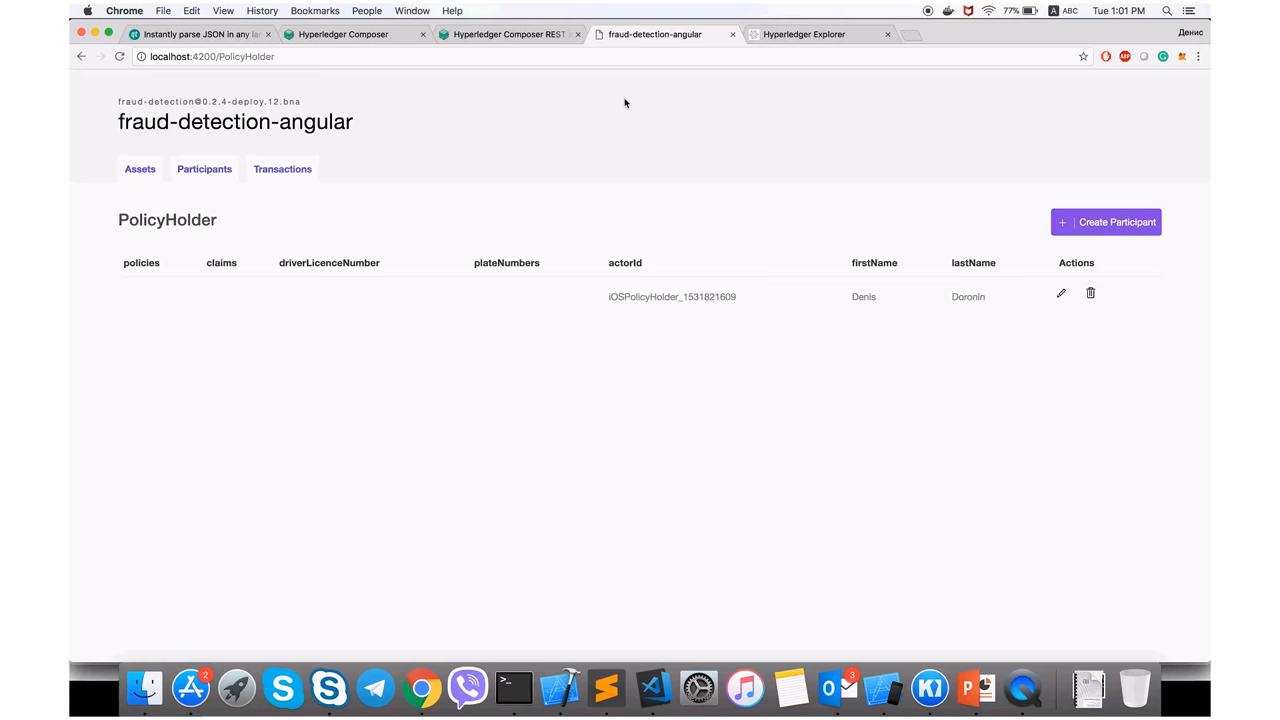 Chrome File Edit View History Bookmarks People Window Help 77% A ABC Tue 1:01 PM
Instantly parse JSON in any lan Hyperledger Composer Hyperledger Composer REST fraud-detection-angular Hyperledger Explorer Денис
localhost:4200/PolicyHolder
fraud-detection@0.2.4-deploy.12.bna
fraud-detection-angular
Assets Participants Transactions
PolicyHolder
+ Create Participant
policies claims driverLicenceNumber plateNumbers actorId firstName lastName Actions
iOSPolicyHolder_1531821609 Denis Doronin
2 3